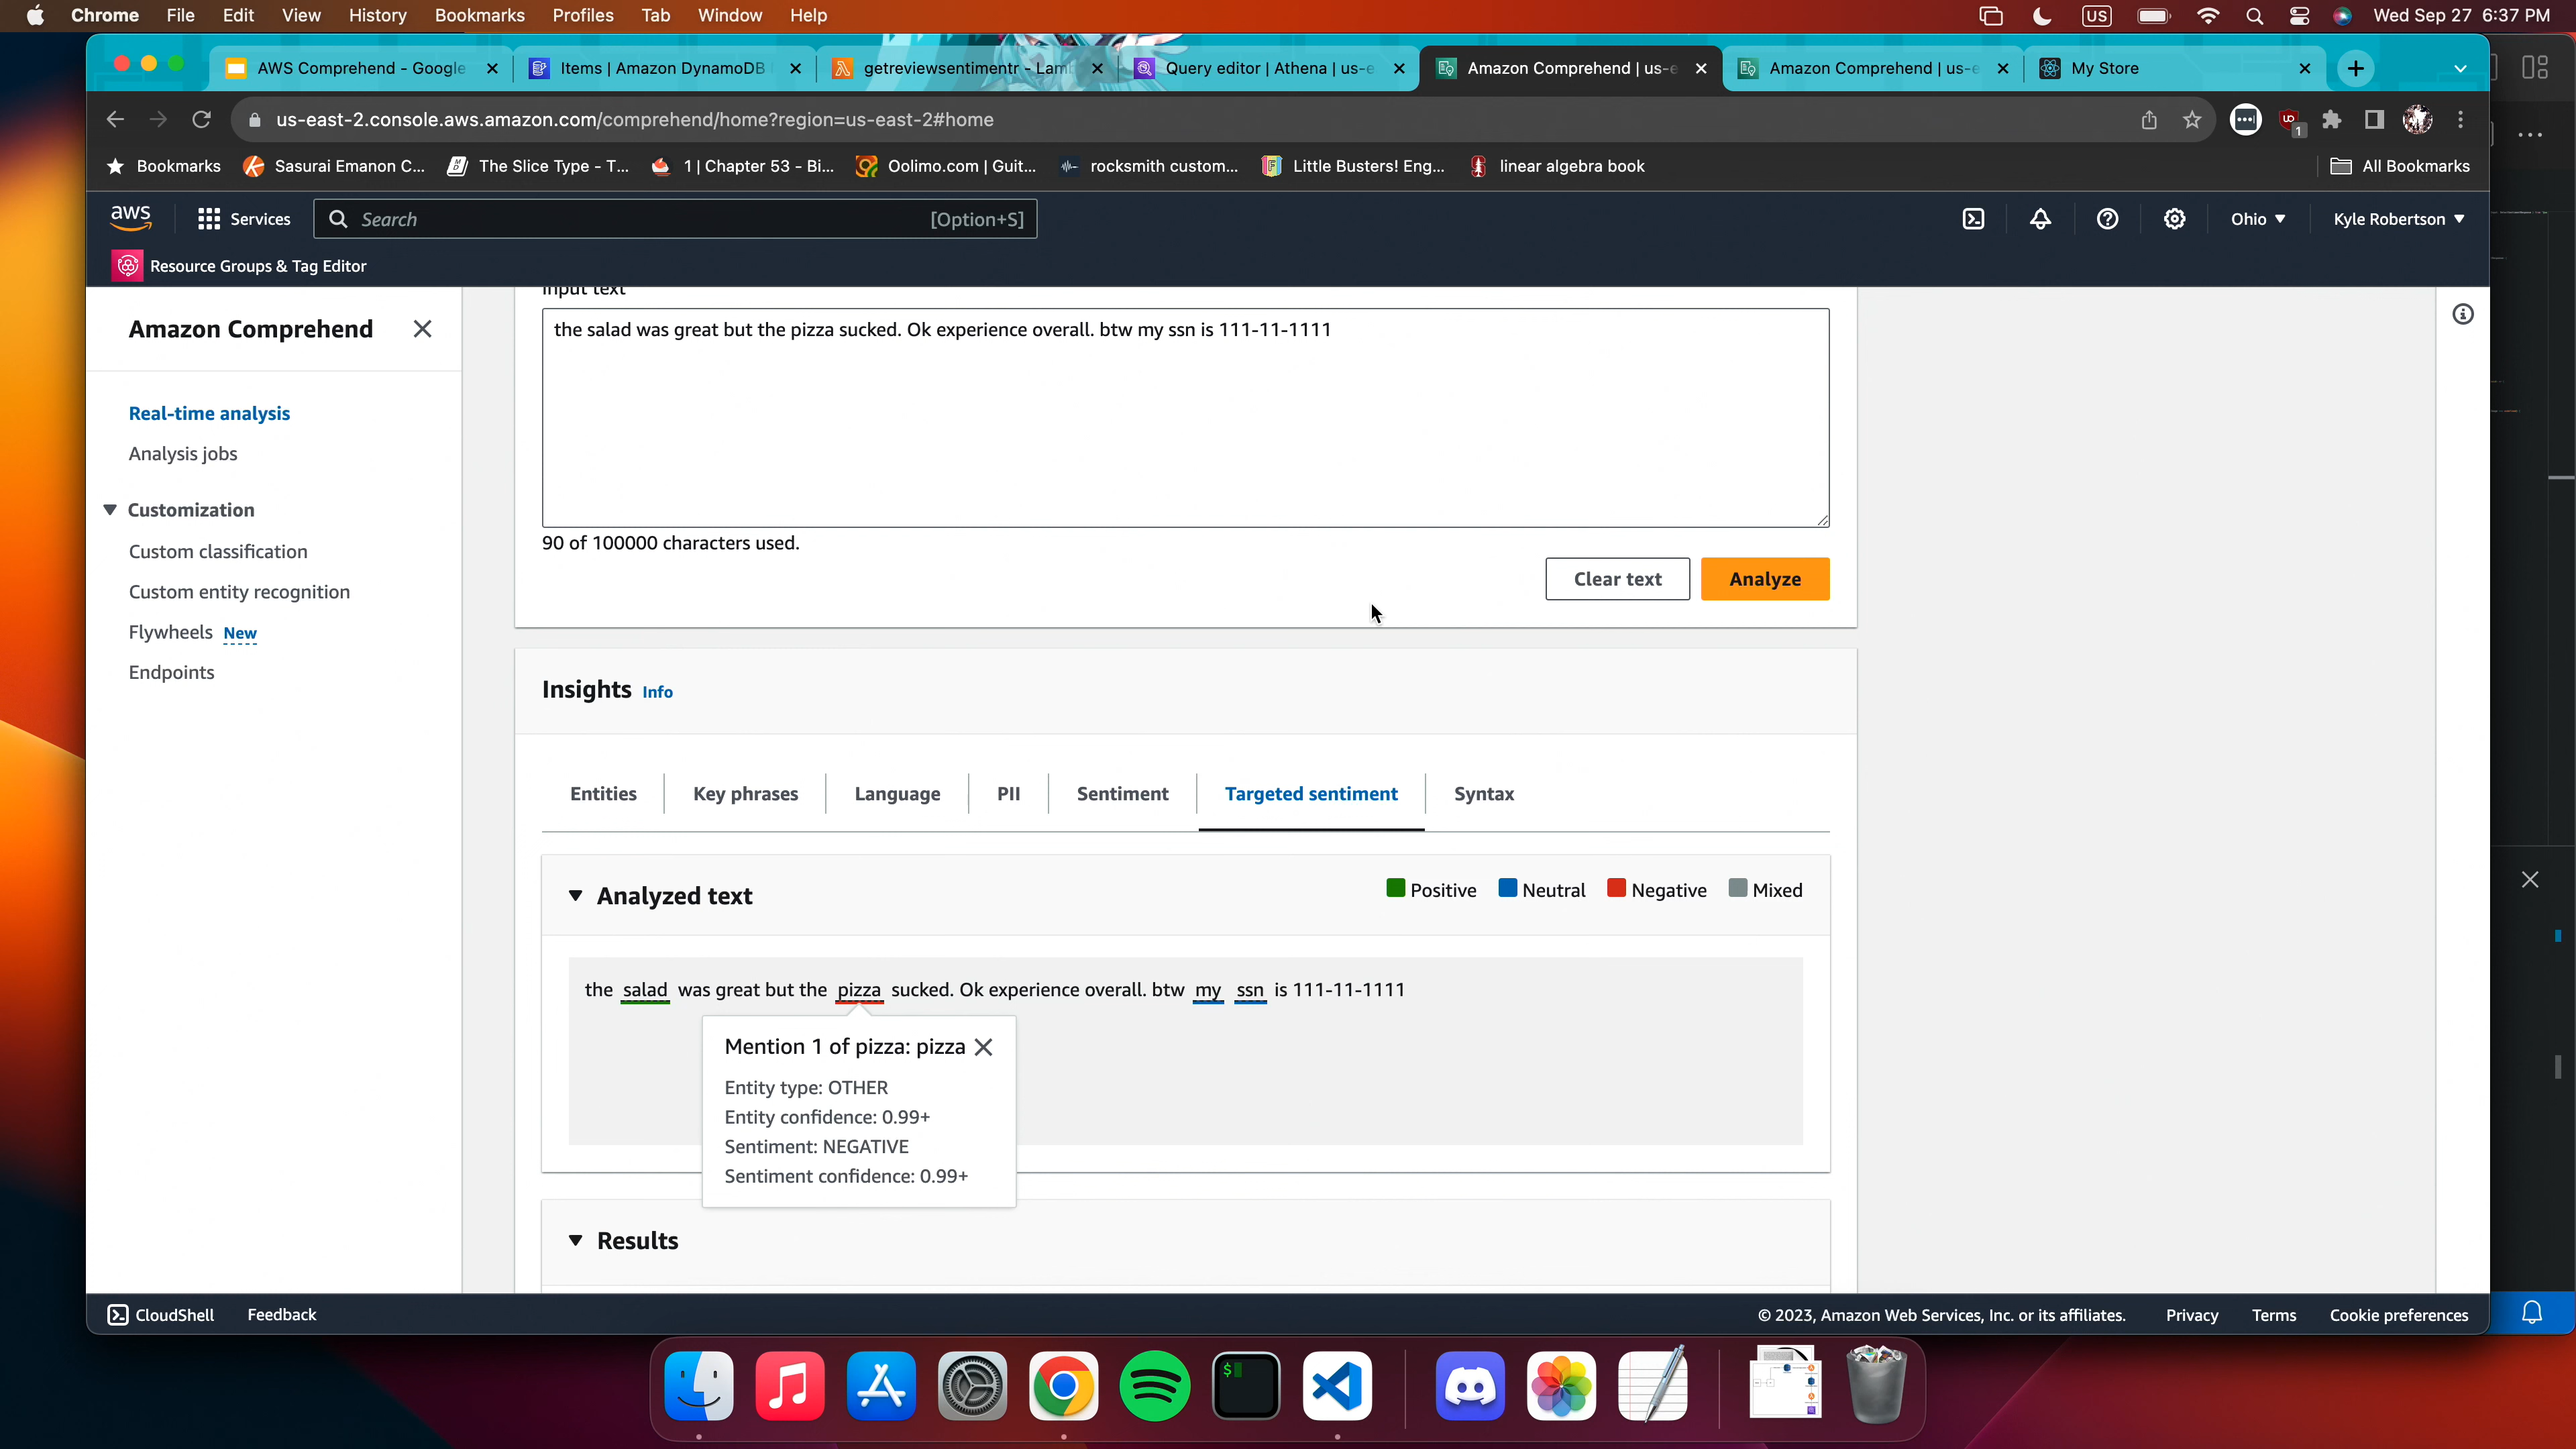 Chrome File Edit View History Bookmarks Profiles Tab Window Help US Wed Sep 27 6:37 PM
AWS Comprehend - Google Items | Amazon DynamoDB getreviewsentimentr - Lam Query editor | Athena | us-e Amazon Comprehend | us-e Amazon Comprehend | us-e My Store
us-east-2.console.aws.amazon.com/comprehend/home?region=us-east-2#home
Bookmarks Sasurai Emanon C... The Slice Type - T... 1 | Chapter 53 - Bi... Oolimo.com | Guit... rocksmith custom... Little Busters! Eng... linear algebra book All Bookmarks
aws Services Search [Option+S] Ohio Kyle Robertson
Resource Groups & Tag Editor
Amazon Comprehend
Real-time analysis
Analysis jobs
Customization
Custom classification
Custom entity recognition
Flywheels New
Endpoints
Input text
the salad was great but the pizza sucked. Ok experience overall. btw my ssn is 111-11-1111
90 of 100000 characters used.
Clear text Analyze
Insights Info
Entities Key phrases Language PII Sentiment Targeted sentiment Syntax
Analyzed text Positive Neutral Negative Mixed
the salad was great but the pizza sucked. Ok experience overall. btw my ssn is 111-11-1111
Mention 1 of pizza: pizza
Entity type: OTHER
Entity confidence: 0.99+
Sentiment: NEGATIVE
Sentiment confidence: 0.99+
Results
CloudShell Feedback © 2023, Amazon Web Services, Inc. or its affiliates. Privacy Terms Cookie preferences